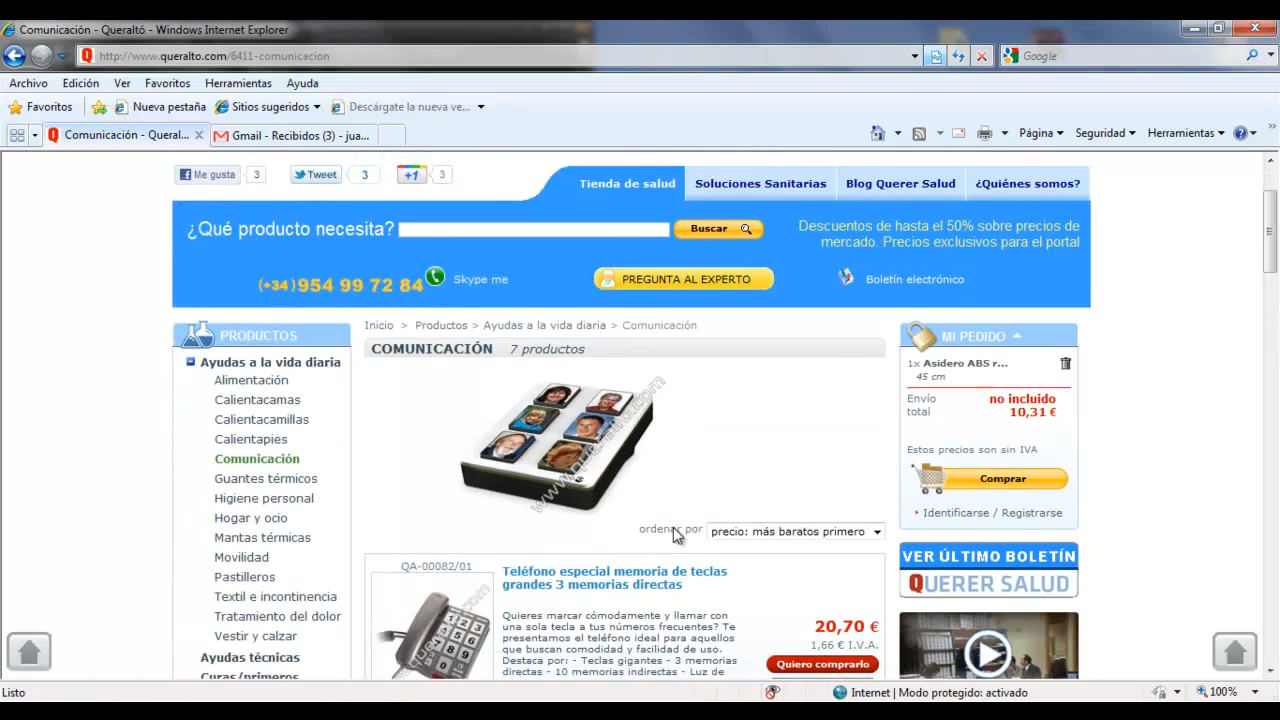 Comunicación - Queraltó - Windows Internet Explorer
http://www.queralto.com/6411-comunicacion
Google
Archivo Edición Ver Favoritos Herramientas Ayuda
Favoritos Nueva pestaña Sitios sugeridos Descárgate la nueva ve...
Comunicación - Queral... Gmail - Recibidos (3) - jua... Página Seguridad Herramientas
Me gusta 3 Tweet 3 +1 3
Tienda de salud Soluciones Sanitarias Blog Querer Salud ¿Quiénes somos?
¿Qué producto necesita? Buscar
Descuentos de hasta el 50% sobre precios de
mercado. Precios exclusivos para el portal
(+34) 954 99 72 84 Skype me PREGUNTA AL EXPERTO Boletín electrónico
PRODUCTOS
Ayudas a la vida diaria
Alimentación
Calientacamas
Calientacamillas
Calientapies
Comunicación
Guantes térmicos
Higiene personal
Hogar y ocio
Mantas térmicas
Movilidad
Pastilleros
Textil e incontinencia
Tratamiento del dolor
Vestir y calzar
Ayudas técnicas
Curas/primeros
Inicio > Productos > Ayudas a la vida diaria > Comunicación
COMUNICACIÓN 7 productos
www.queralto.com
ordenar por precio: más baratos primero
QA-00082/01
Teléfono especial memoria de teclas
grandes 3 memorias directas
Quieres marcar cómodamente y llamar con
una sola tecla a tus números frecuentes? Te
presentamos el teléfono ideal para aquellos
que buscan comodidad y facilidad de uso.
Destaca por: - Teclas gigantes - 3 memorias
directas - 10 memorias indirectas - Luz de
20,70 €
1,66 € I.V.A.
Quiero comprarlo
MI PEDIDO
1x Asidero ABS r...
45 cm
Envío no incluido
total 10,31 €
Estos precios son sin IVA
Comprar
Identificarse / Registrarse
VER ÚLTIMO BOLETÍN
QUERER SALUD
Listo
Internet | Modo protegido: activado
100%